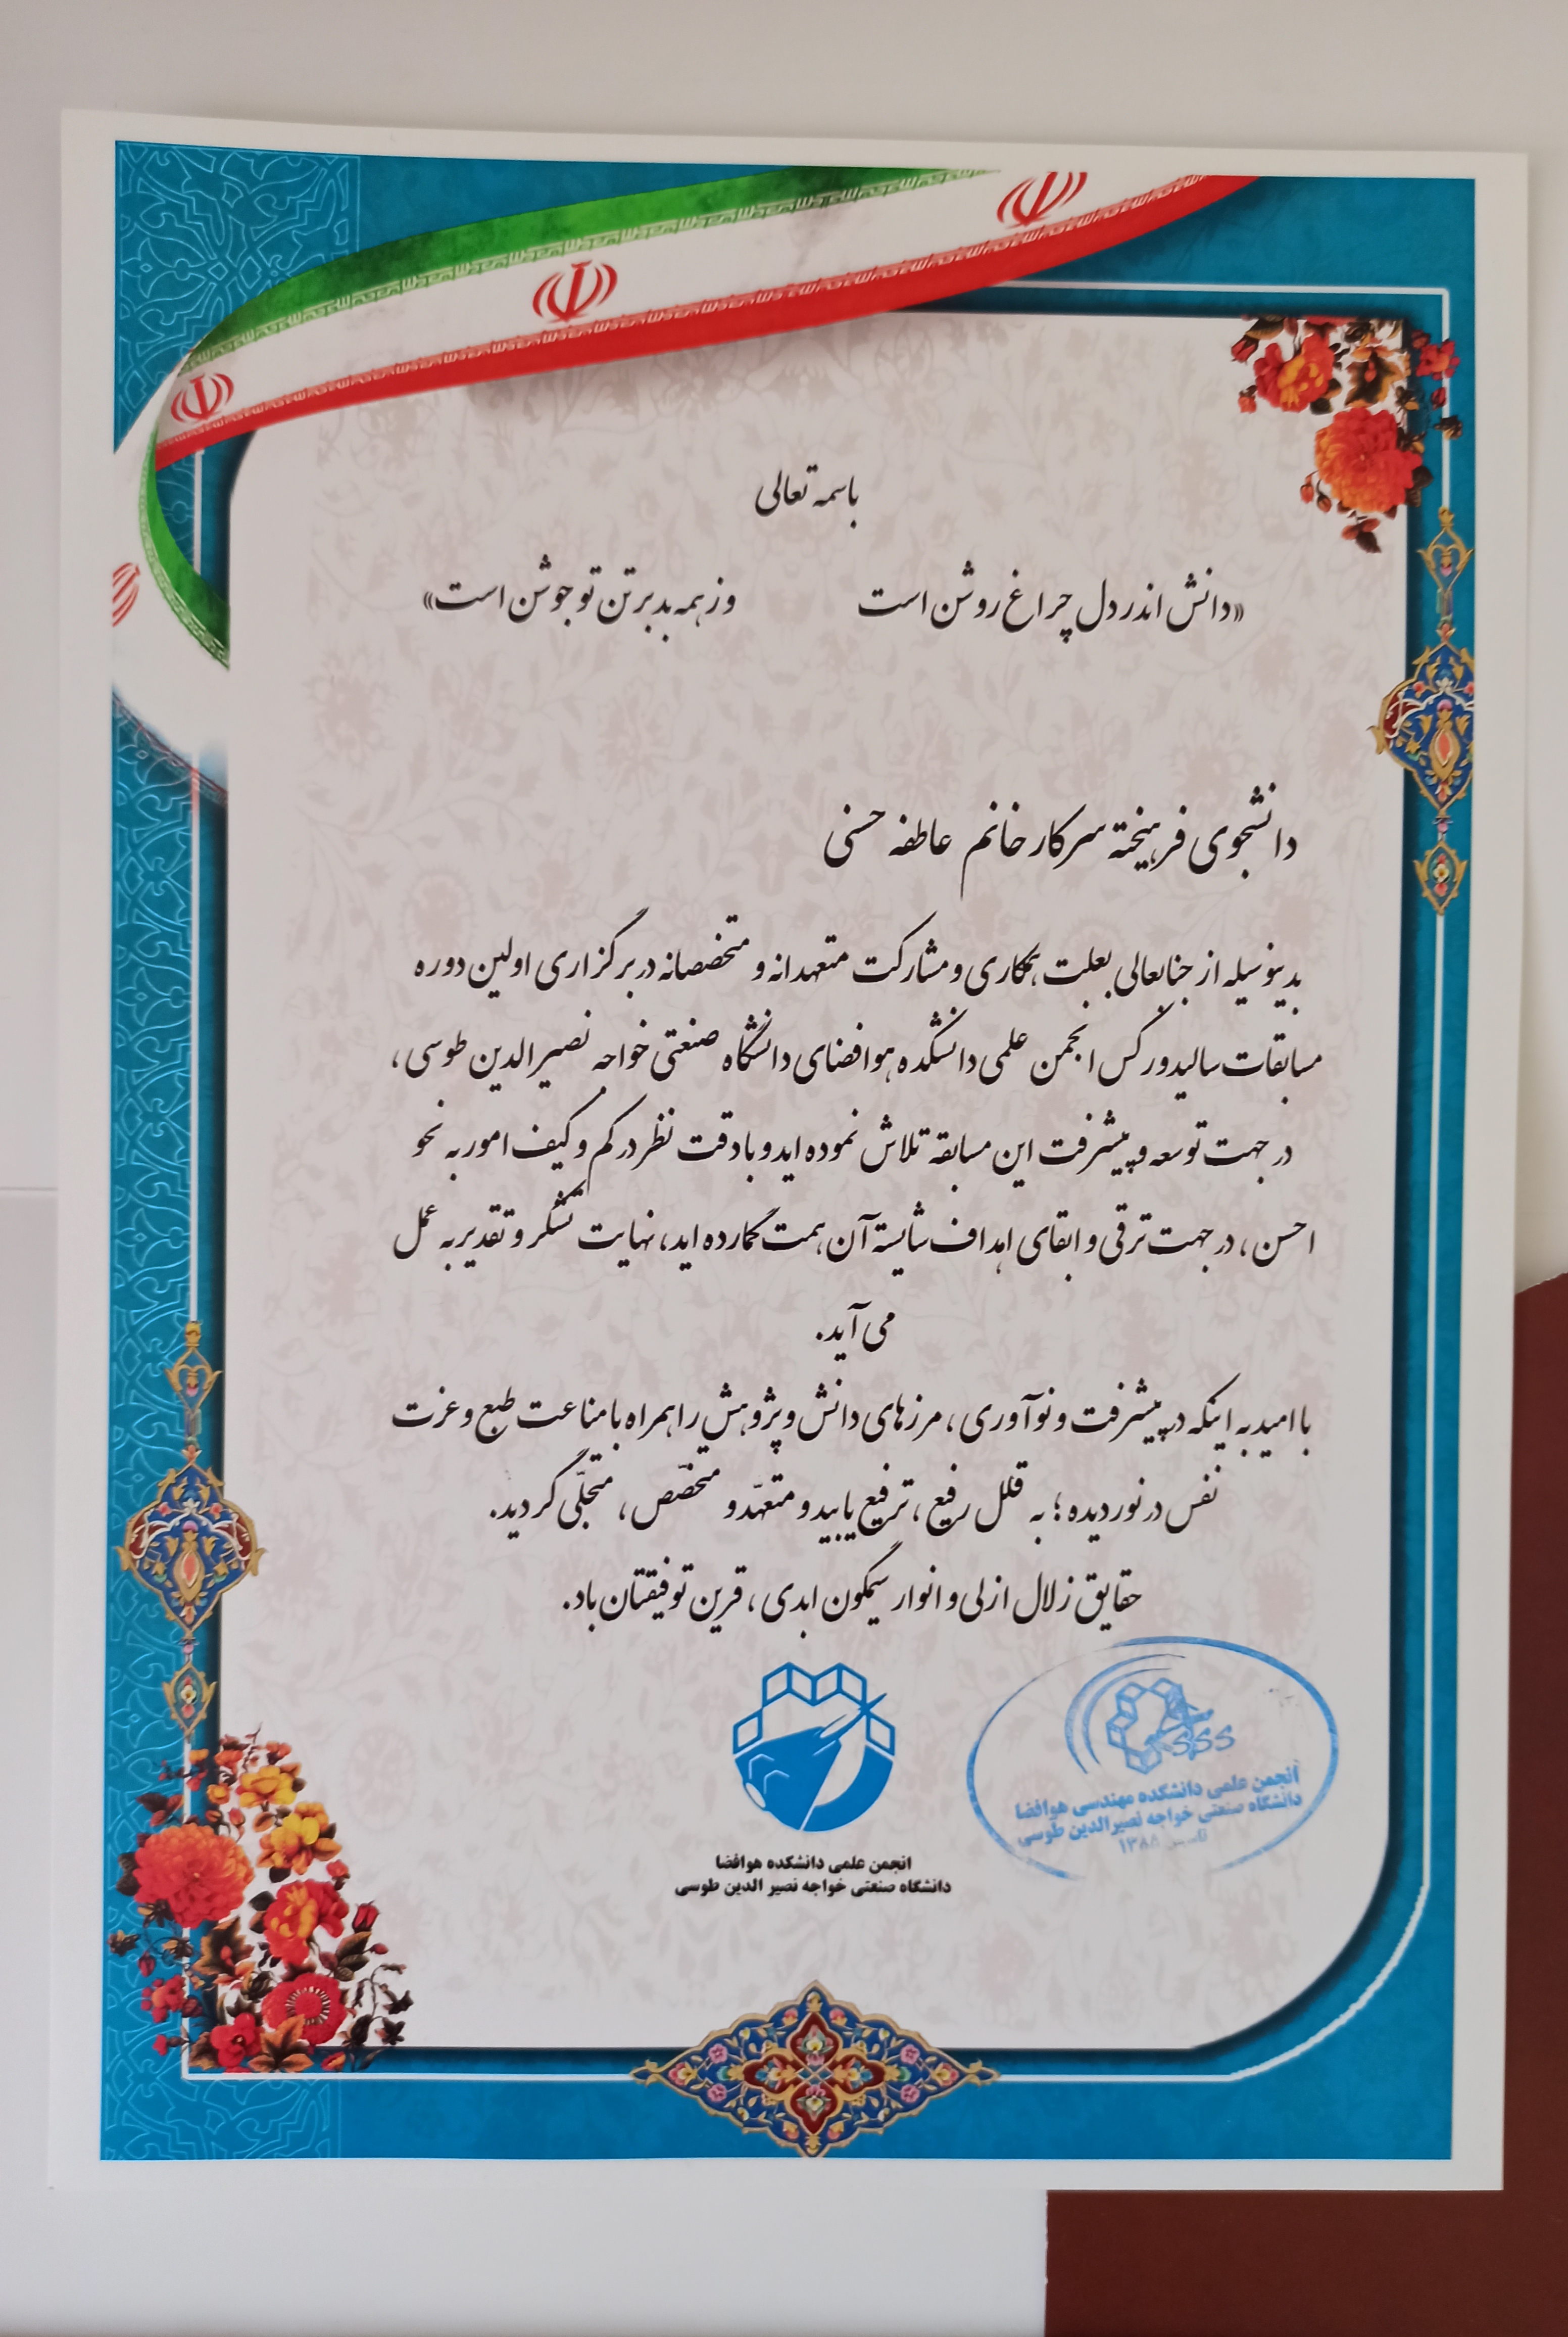 باسمه تعالی
«دانش اندر دل چراغ روشن است وز همه بد بر تن تو جوشن است»
دانشجوی فرهیخته سرکار خانم عاطفه حسنی
بدینوسیله از جنابعالی بعلت همکاری و مشارکت متعهدانه و متخصصانه در برگزاری اولین دوره
مسابقات سالیدورکس انجمن علمی دانشکده هوافضای دانشگاه صنعتی خواجه نصیرالدین طوسی،
در جهت توسعه و پیشرفت این مسابقه تلاش نموده اید و با دقت نظر در کم و کیف امور به نحو
احسن، در جهت ترقی و ابقای اهداف شایسته آن همت گمارده اید، نهایت تشکر و تقدیر به عمل
می آید.
با امید به اینکه در پیشرفت و نوآوری، مرزهای دانش و پژوهش را همراه با مناعت طبع و عزت
نفس در نوردیده؛ به قلل رفیع، ترفیع یابید و متعهّد و متخصّص، متجلّی گردید.
حقایق زلال ازلی و انوار سیمگون ابدی، قرین توفیقتان باد.
SSS
انجمن علمی دانشکده مهندسی هوافضا
دانشگاه صنعتی خواجه نصیرالدین طوسی
انجمن علمی دانشکده هوافضا
دانشگاه صنعتی خواجه نصیر الدین طوسی